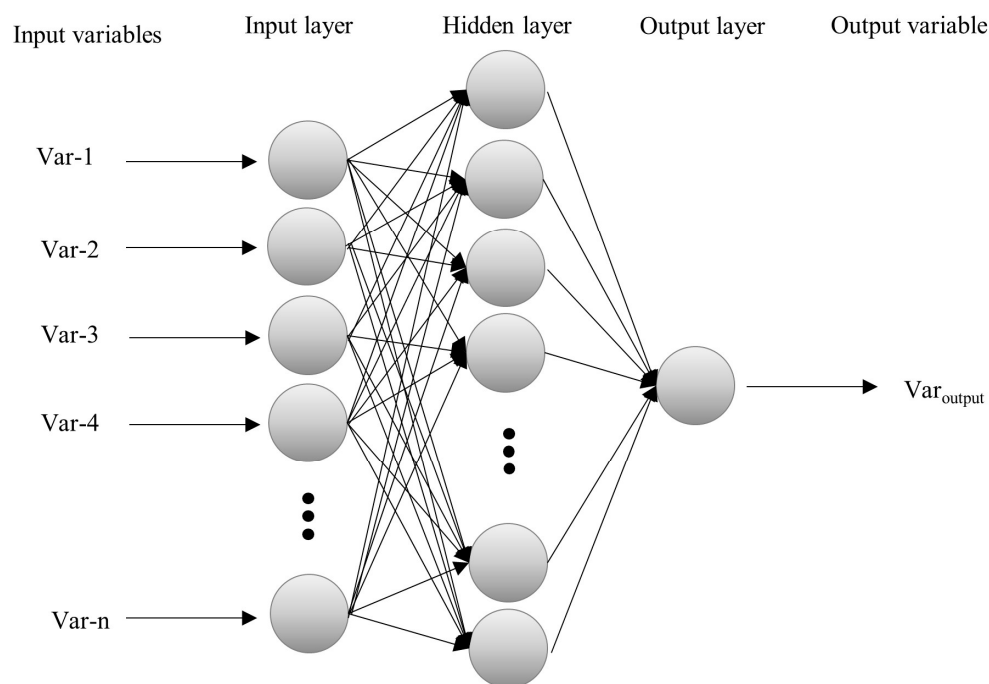 Input variables
Input layer
Hidden layer
Output layer
Output variable
Var-1
Var-2
Var-3
Var-4
Var-n
Varoutput